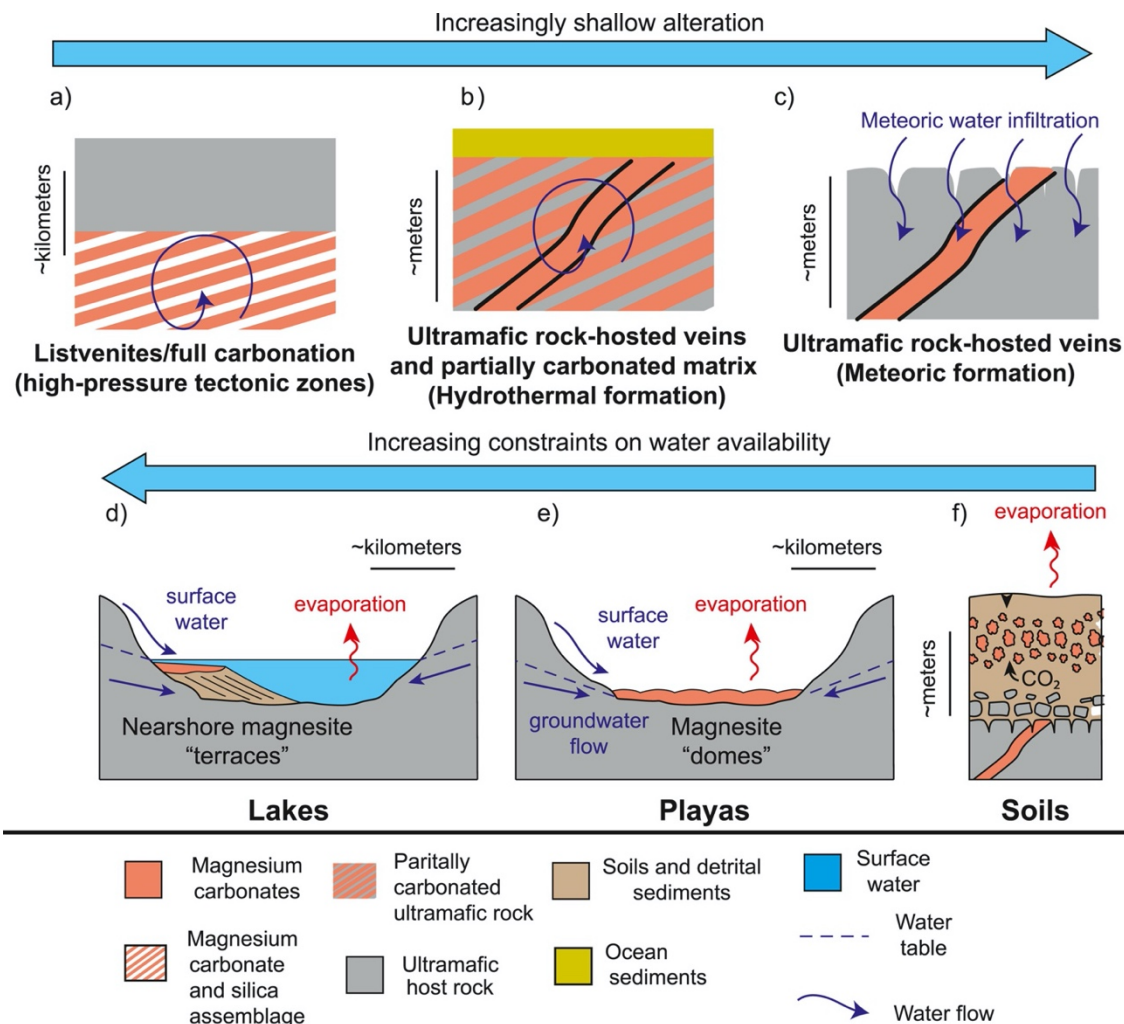 Increasingly shallow alteration
a)
b)
c)
Meteoric water infiltration
~kilometers
~meters
~meters
Listvenites/full carbonation
(high-pressure tectonic zones)
Ultramafic rock-hosted veins
and partially carbonated matrix
(Hydrothermal formation)
Ultramafic rock-hosted veins
(Meteoric formation)
Increasing constraints on water availability
d)
e)
f)
evaporation
~kilometers
~kilometers
surface
water
evaporation
surface
water
evaporation
~meters
CO₂
Nearshore magnesite
"terraces"
groundwater
flow
Magnesite
"domes"
Lakes
Playas
Soils
Magnesium
carbonates
Paritally
carbonated
ultramafic rock
Soils and detrital
sediments
Surface
water
Water
table
Magnesium
carbonate
and silica
assemblage
Ultramafic
host rock
Ocean
sediments
Water flow